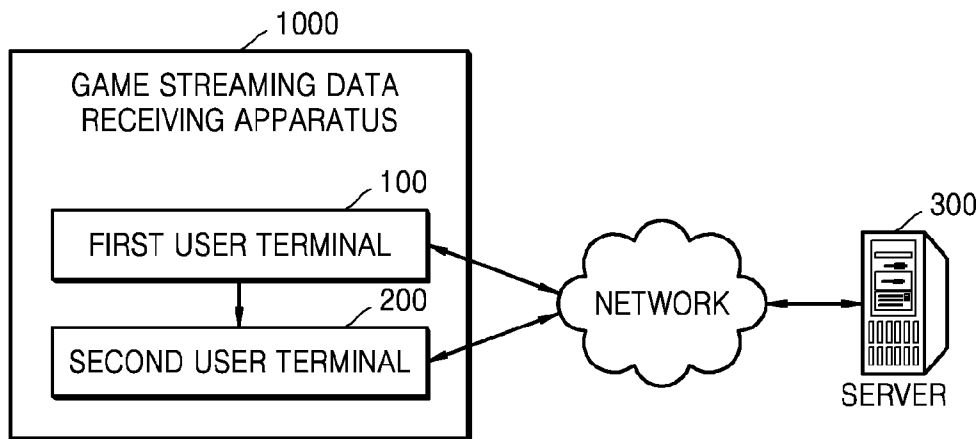 1000
GAME STREAMING DATA
RECEIVING APPARATUS
100
FIRST USER TERMINAL
200
SECOND USER TERMINAL
NETWORK
300
SERVER